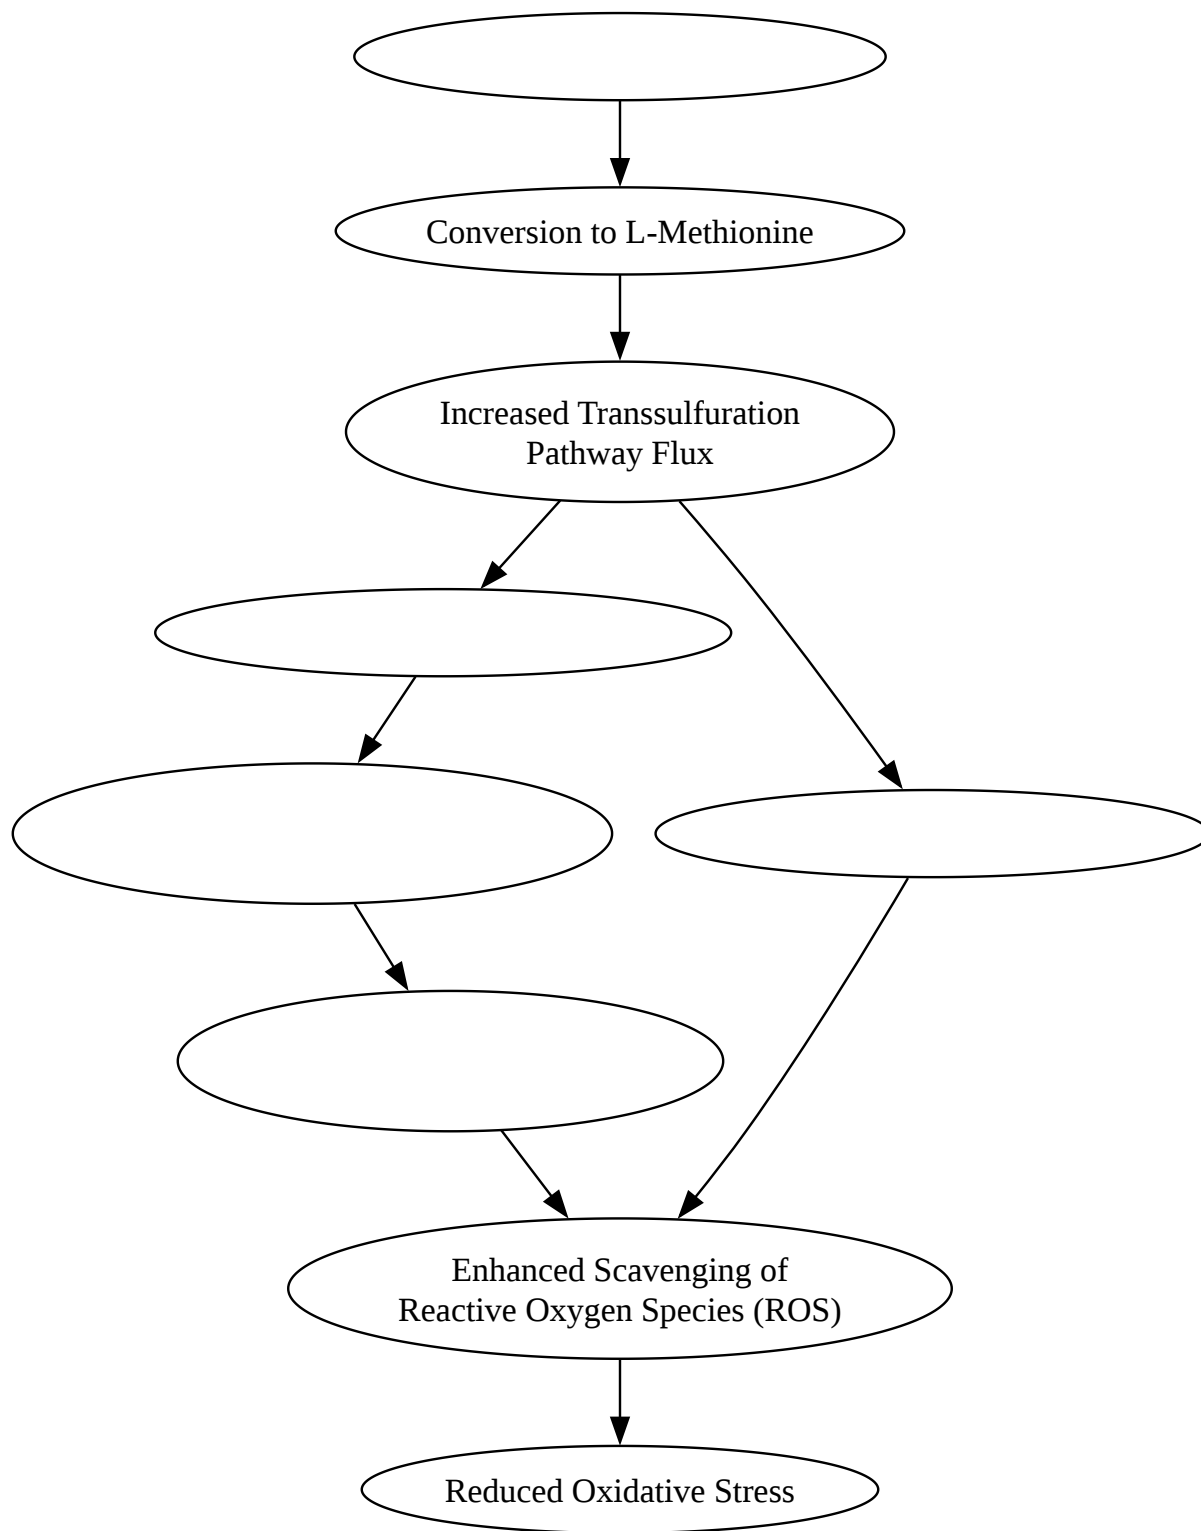 Conversion to L-Methionine
Increased Transsulfuration
Pathway Flux
Enhanced Scavenging of
Reactive Oxygen Species (ROS)
Reduced Oxidative Stress